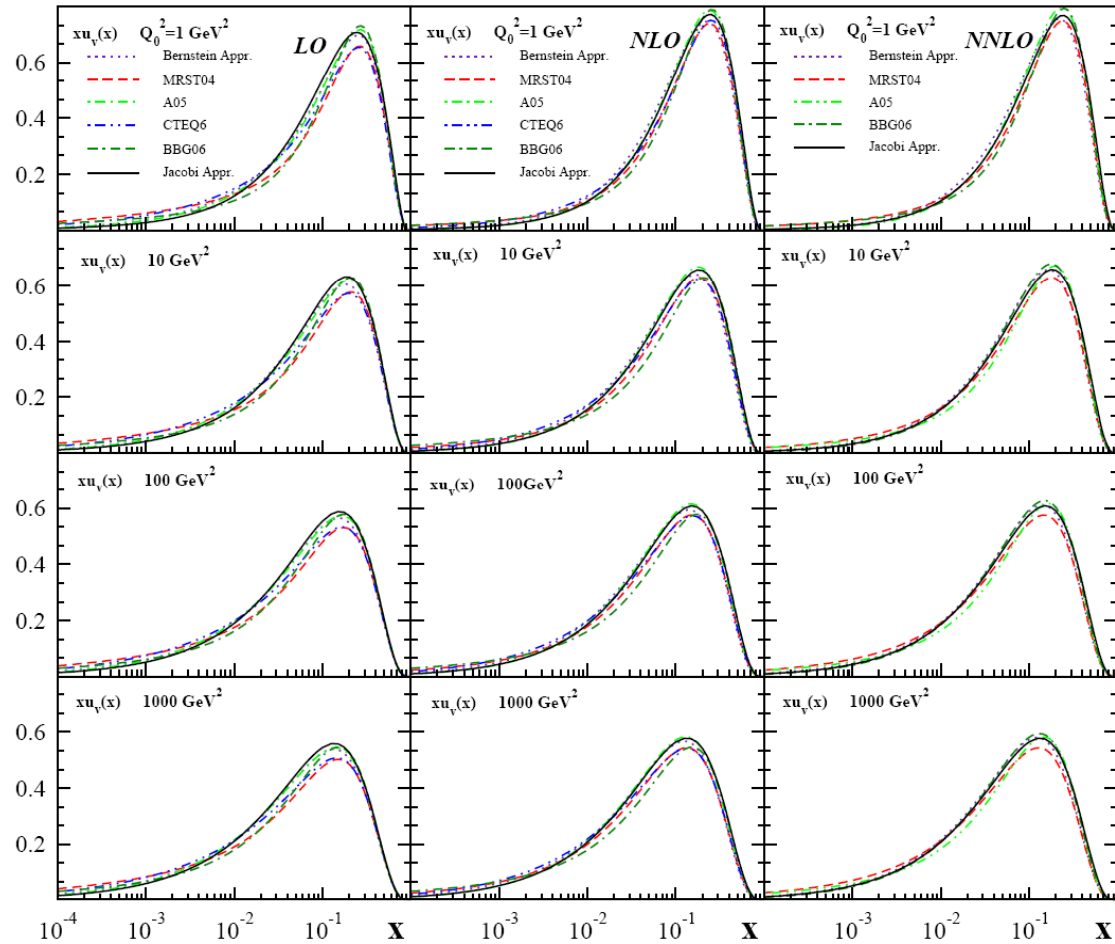 xu_v(x) Q_0^2=1 GeV^2 LO
Bernstein Appr.
MRST04
A05
CTEQ6
BBG06
Jacobi Appr.
0.6
0.4
0.2
xu_v(x) Q_0^2=1 GeV^2 NLO
Bernstein Appr.
MRST04
A05
CTEQ6
BBG06
Jacobi Appr.
xu_v(x) Q_0^2=1 GeV^2 NNLO
Bernstein Appr.
MRST04
A05
BBG06
Jacobi Appr.
xu_v(x) 10 GeV^2
0.6
0.4
0.2
xu_v(x) 10 GeV^2
xu_v(x) 10 GeV^2
xu_v(x) 100 GeV^2
0.6
0.4
0.2
xu_v(x) 100GeV^2
xu_v(x) 100 GeV^2
xu_v(x) 1000 GeV^2
0.6
0.4
0.2
xu_v(x) 1000 GeV^2
xu_v(x) 1000 GeV^2
10^-4 10^-3 10^-2 10^-1 X
10^-3 10^-2 10^-1 X
10^-3 10^-2 10^-1 X